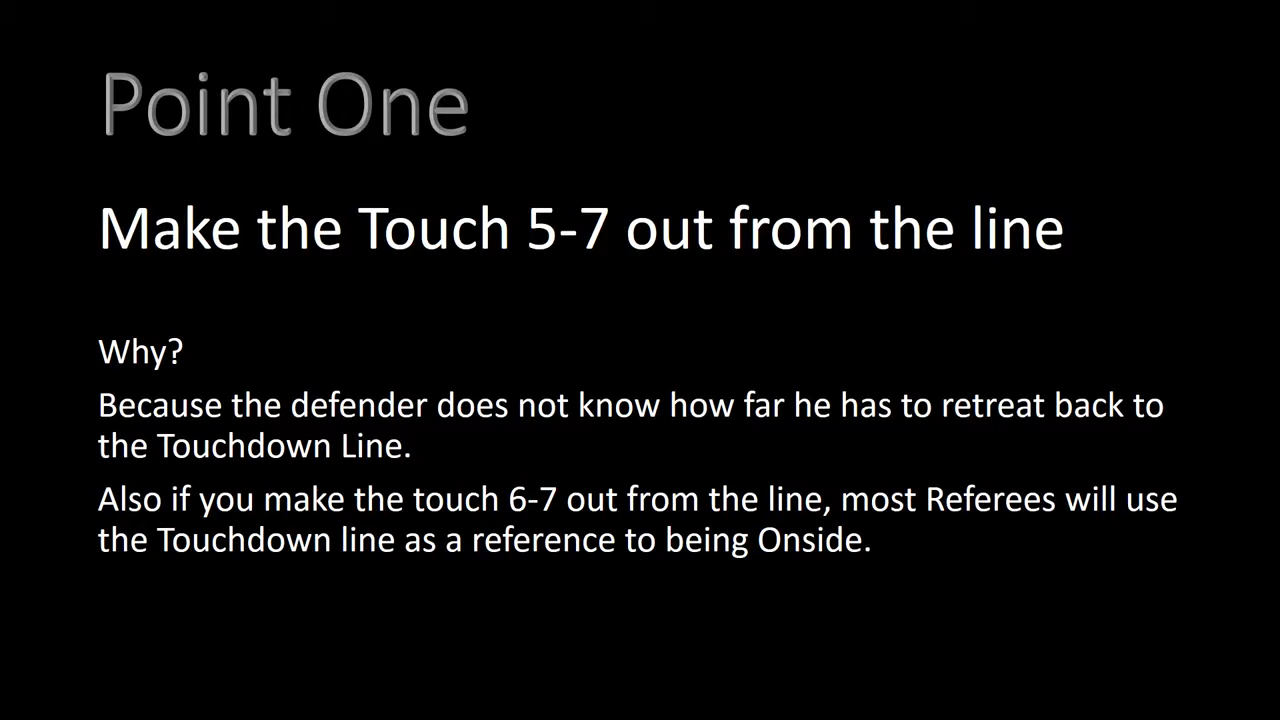 Point One
Make the Touch 5-7 out from the line
Why?
Because the defender does not know how far he has to retreat back to
the Touchdown Line.
Also if you make the touch 6-7 out from the line, most Referees will use
the Touchdown line as a reference to being Onside.